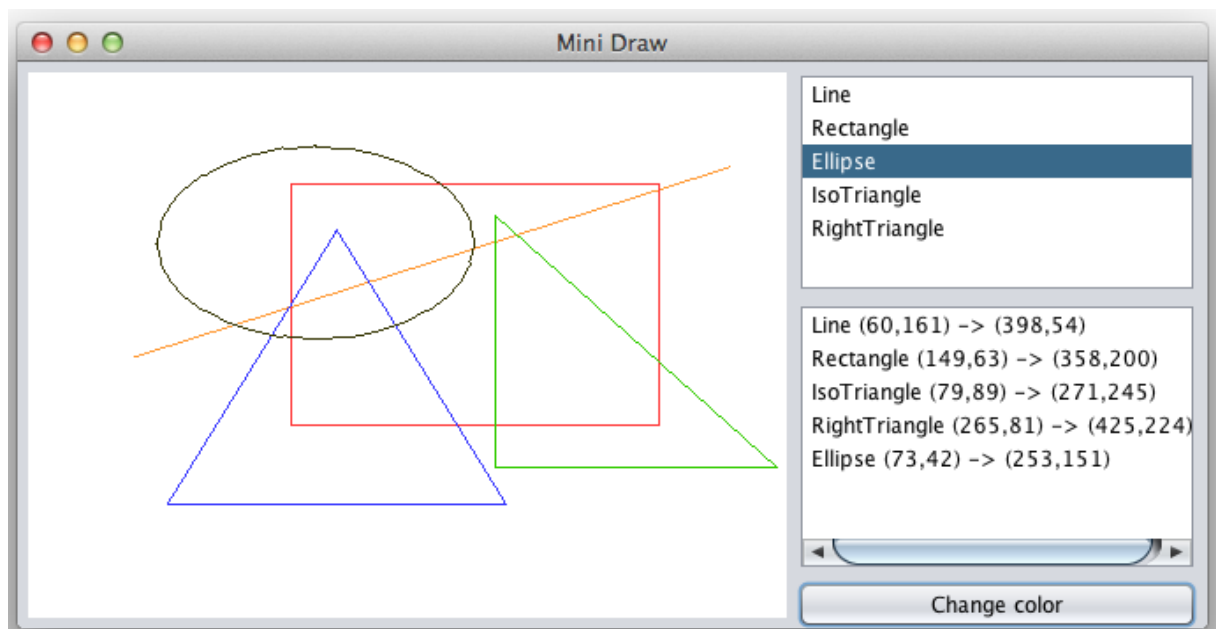 Mini Draw
Line
Rectangle
Ellipse
IsoTriangle
RightTriangle
Line (60,161) -> (398,54)
Rectangle (149,63) -> (358,200)
IsoTriangle (79,89) -> (271,245)
RightTriangle (265,81) -> (425,224)
Ellipse (73,42) -> (253,151)
Change color